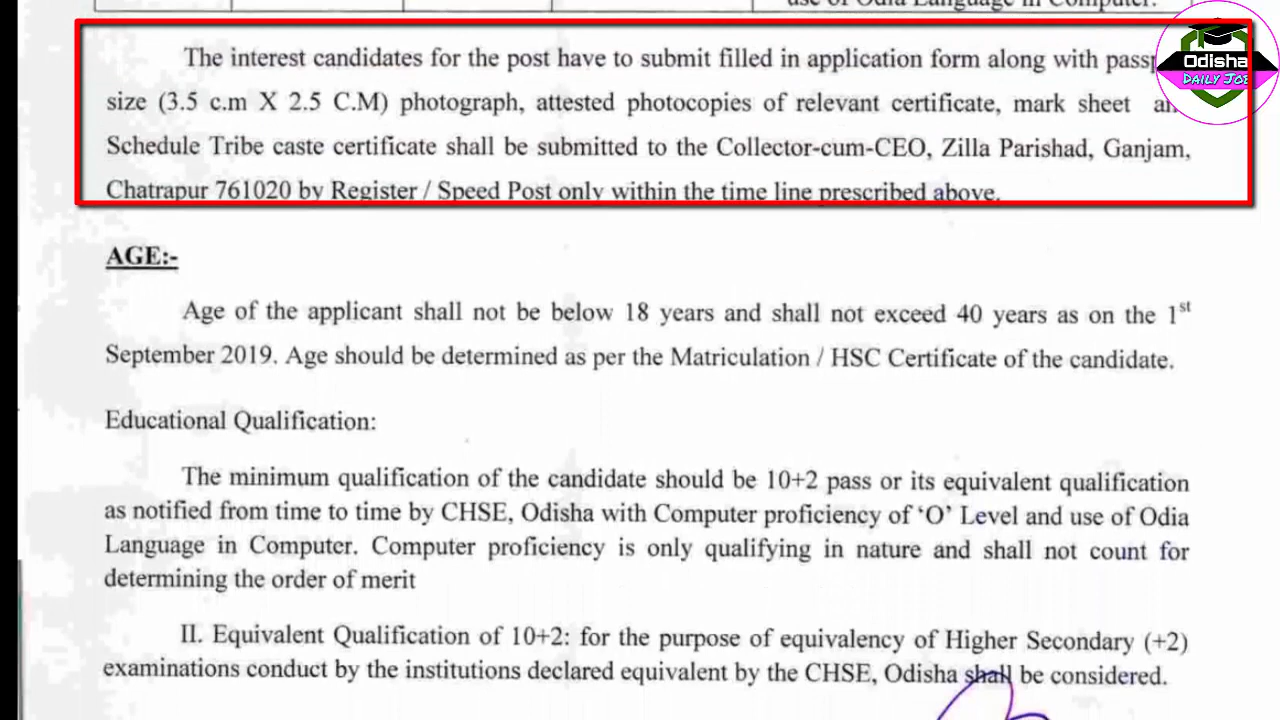 use of Odia Language in Computer.
The interest candidates for the post have to submit filled in application form along with
size (3.5 c.m X 2.5 C.M) photograph, attested photocopies of relevant certificate, mark sheet
Schedule Tribe caste certificate shall be submitted to the Collector-cum-CEO, Zilla Parishad, Ganjam,
Chatrapur 761020 by Register / Speed Post only within the time line prescribed above.
Odisha
DAILY JOB
AGE:-
Age of the applicant shall not be below 18 years and shall not exceed 40 years as on the 1st
September 2019. Age should be determined as per the Matriculation / HSC Certificate of the candidate.
Educational Qualification:
The minimum qualification of the candidate should be 10+2 pass or its equivalent qualification
as notified from time to time by CHSE, Odisha with Computer proficiency of ‘O’ Level and use of Odia
Language in Computer. Computer proficiency is only qualifying in nature and shall not count for
determining the order of merit
II. Equivalent Qualification of 10+2: for the purpose of equivalency of Higher Secondary (+2)
examinations conduct by the institutions declared equivalent by the CHSE, Odisha shall be considered.